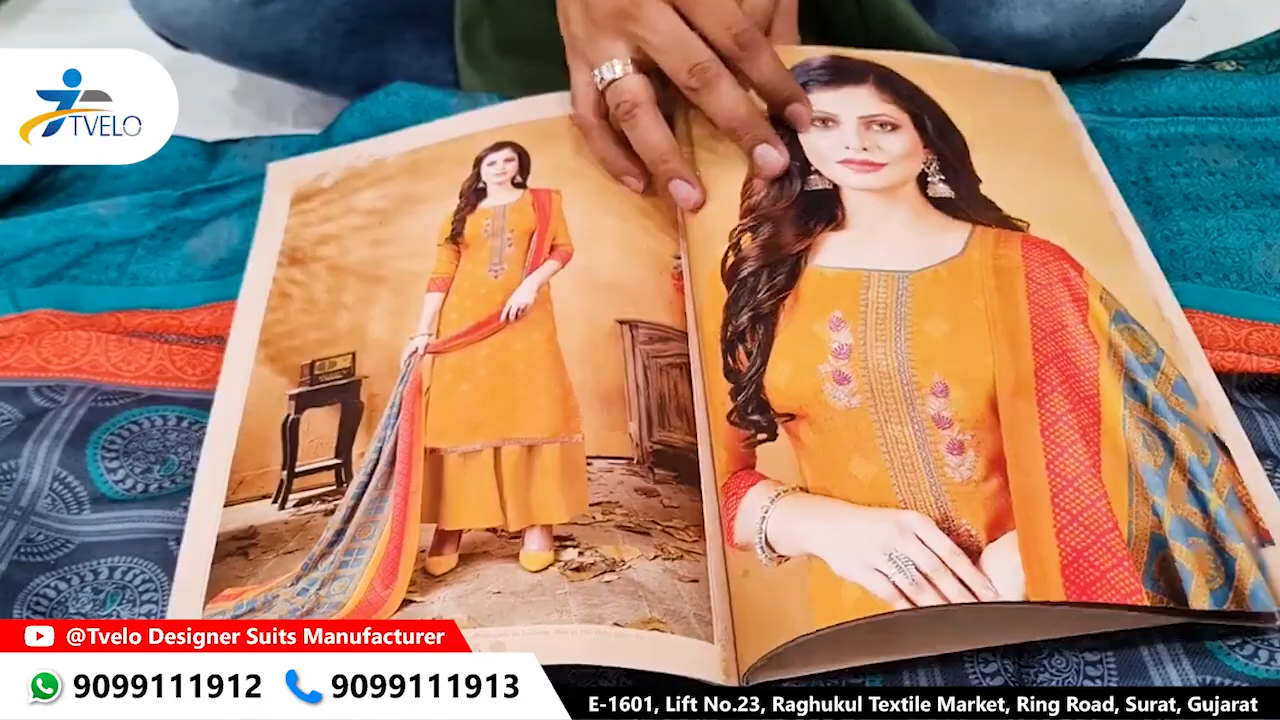 TVELO
@Tvelo Designer Suits Manufacturer
9099111912 9099111913
E-1601, Lift No.23, Raghukul Textile Market, Ring Road, Surat, Gujarat